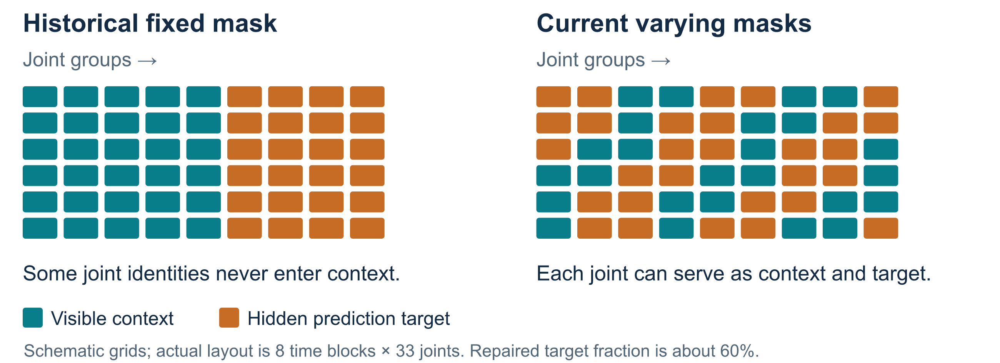 Historical fixed mask
Joint groups →
Some joint identities never enter context.
Current varying masks
Joint groups →
Each joint can serve as context and target.
Visible context
Hidden prediction target
Schematic grids; actual layout is 8 time blocks × 33 joints. Repaired target fraction is about 60%.